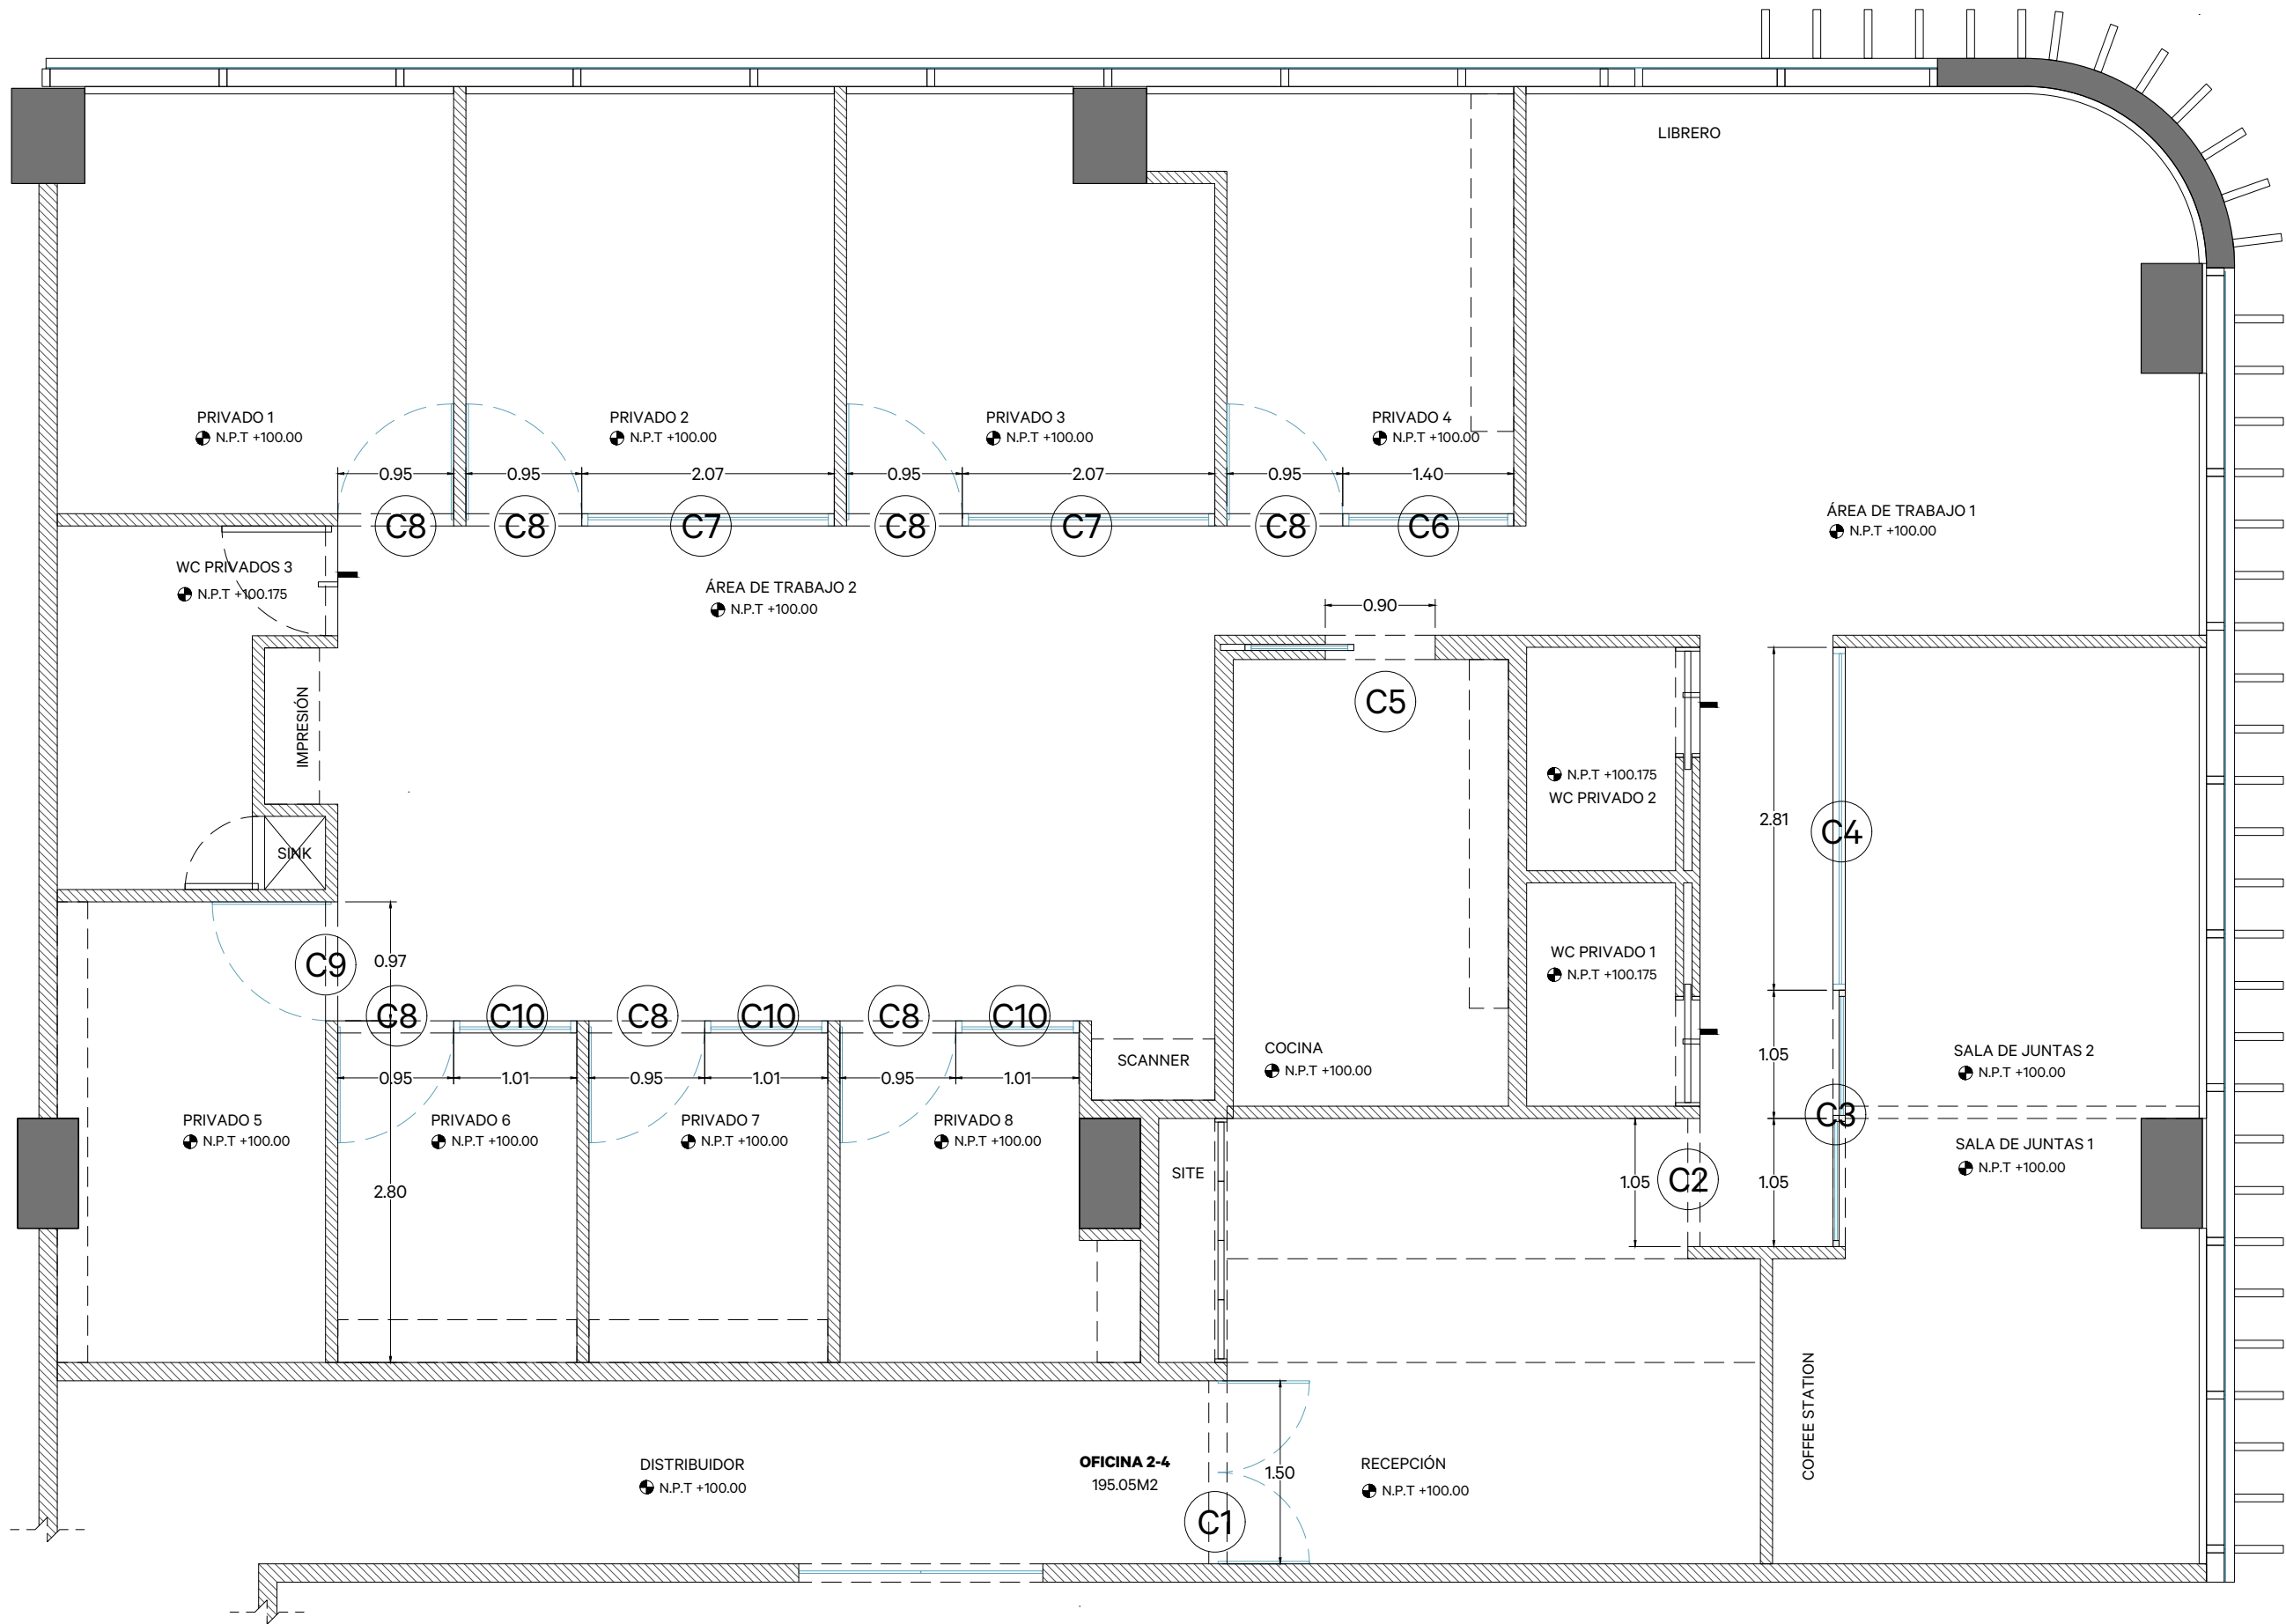 LIBRERO
PRIVADO 1
N.P.T +100.00
PRIVADO 2
N.P.T +100.00
PRIVADO 3
N.P.T +100.00
PRIVADO 4
N.P.T +100.00
0.95
0.95
2.07
0.95
2.07
0.95
1.40
C8
C8
C7
C8
C7
C8
C6
ÁREA DE TRABAJO 1
N.P.T +100.00
WC PRIVADOS 3
N.P.T +100.175
ÁREA DE TRABAJO 2
N.P.T +100.00
0.90
C5
IMPRESIÓN
N.P.T +100.175
WC PRIVADO 2
2.81
C4
SINK
WC PRIVADO 1
N.P.T +100.175
C9
0.97
C8
C10
C8
C10
C8
C10
SCANNER
COCINA
N.P.T +100.00
1.05
SALA DE JUNTAS 2
N.P.T +100.00
0.95
1.01
0.95
1.01
0.95
1.01
PRIVADO 5
N.P.T +100.00
PRIVADO 6
N.P.T +100.00
PRIVADO 7
N.P.T +100.00
PRIVADO 8
N.P.T +100.00
C3
SALA DE JUNTAS 1
N.P.T +100.00
2.80
SITE
1.05
C2
1.05
COFFEE STATION
DISTRIBUIDOR
N.P.T +100.00
OFICINA 2-4
195.05M2
1.50
C1
RECEPCIÓN
N.P.T +100.00